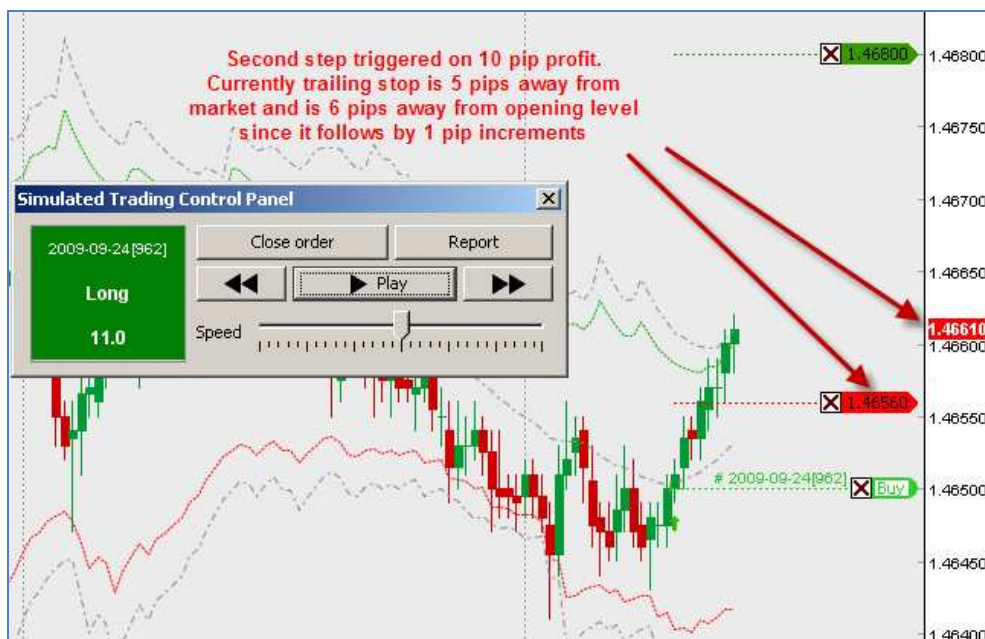 Second step triggered on 10 pip profit.
Currently trailing stop is 5 pips away from
market and is 6 pips away from opening level
since it follows by 1 pip increments
1.46800
1.46800
1.46750
1.46700
Simulated Trading Control Panel
2009-09-24[962]
Long
11.0
Close order
Report
Play
Speed
1.46650
1.46610
1.46600
1.46560
1.46550
# 2009-09-24[962]
Buy
1.46500
1.46450
1.46400